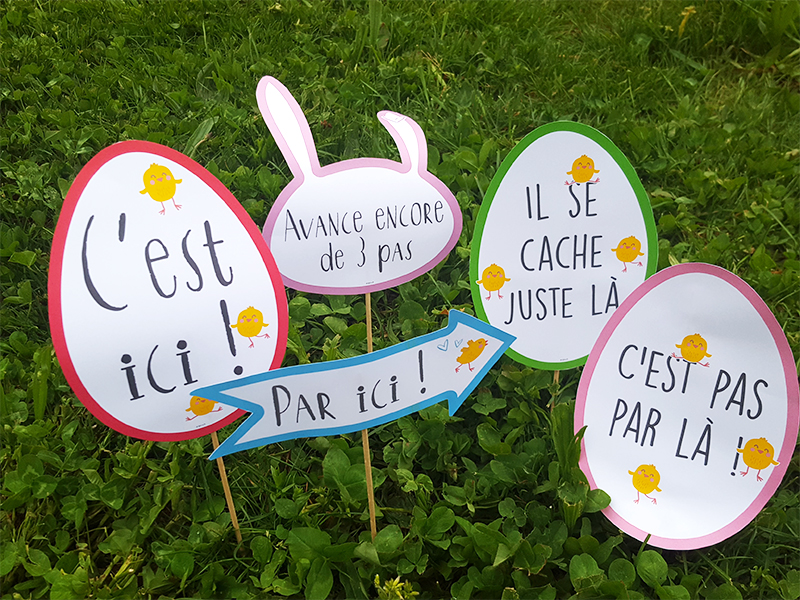 C'est
ici !
Avance encore
de 3 pas
IL SE
CACHE
JUSTE LÀ
Par ici !
C'EST PAS
PAR LÀ !